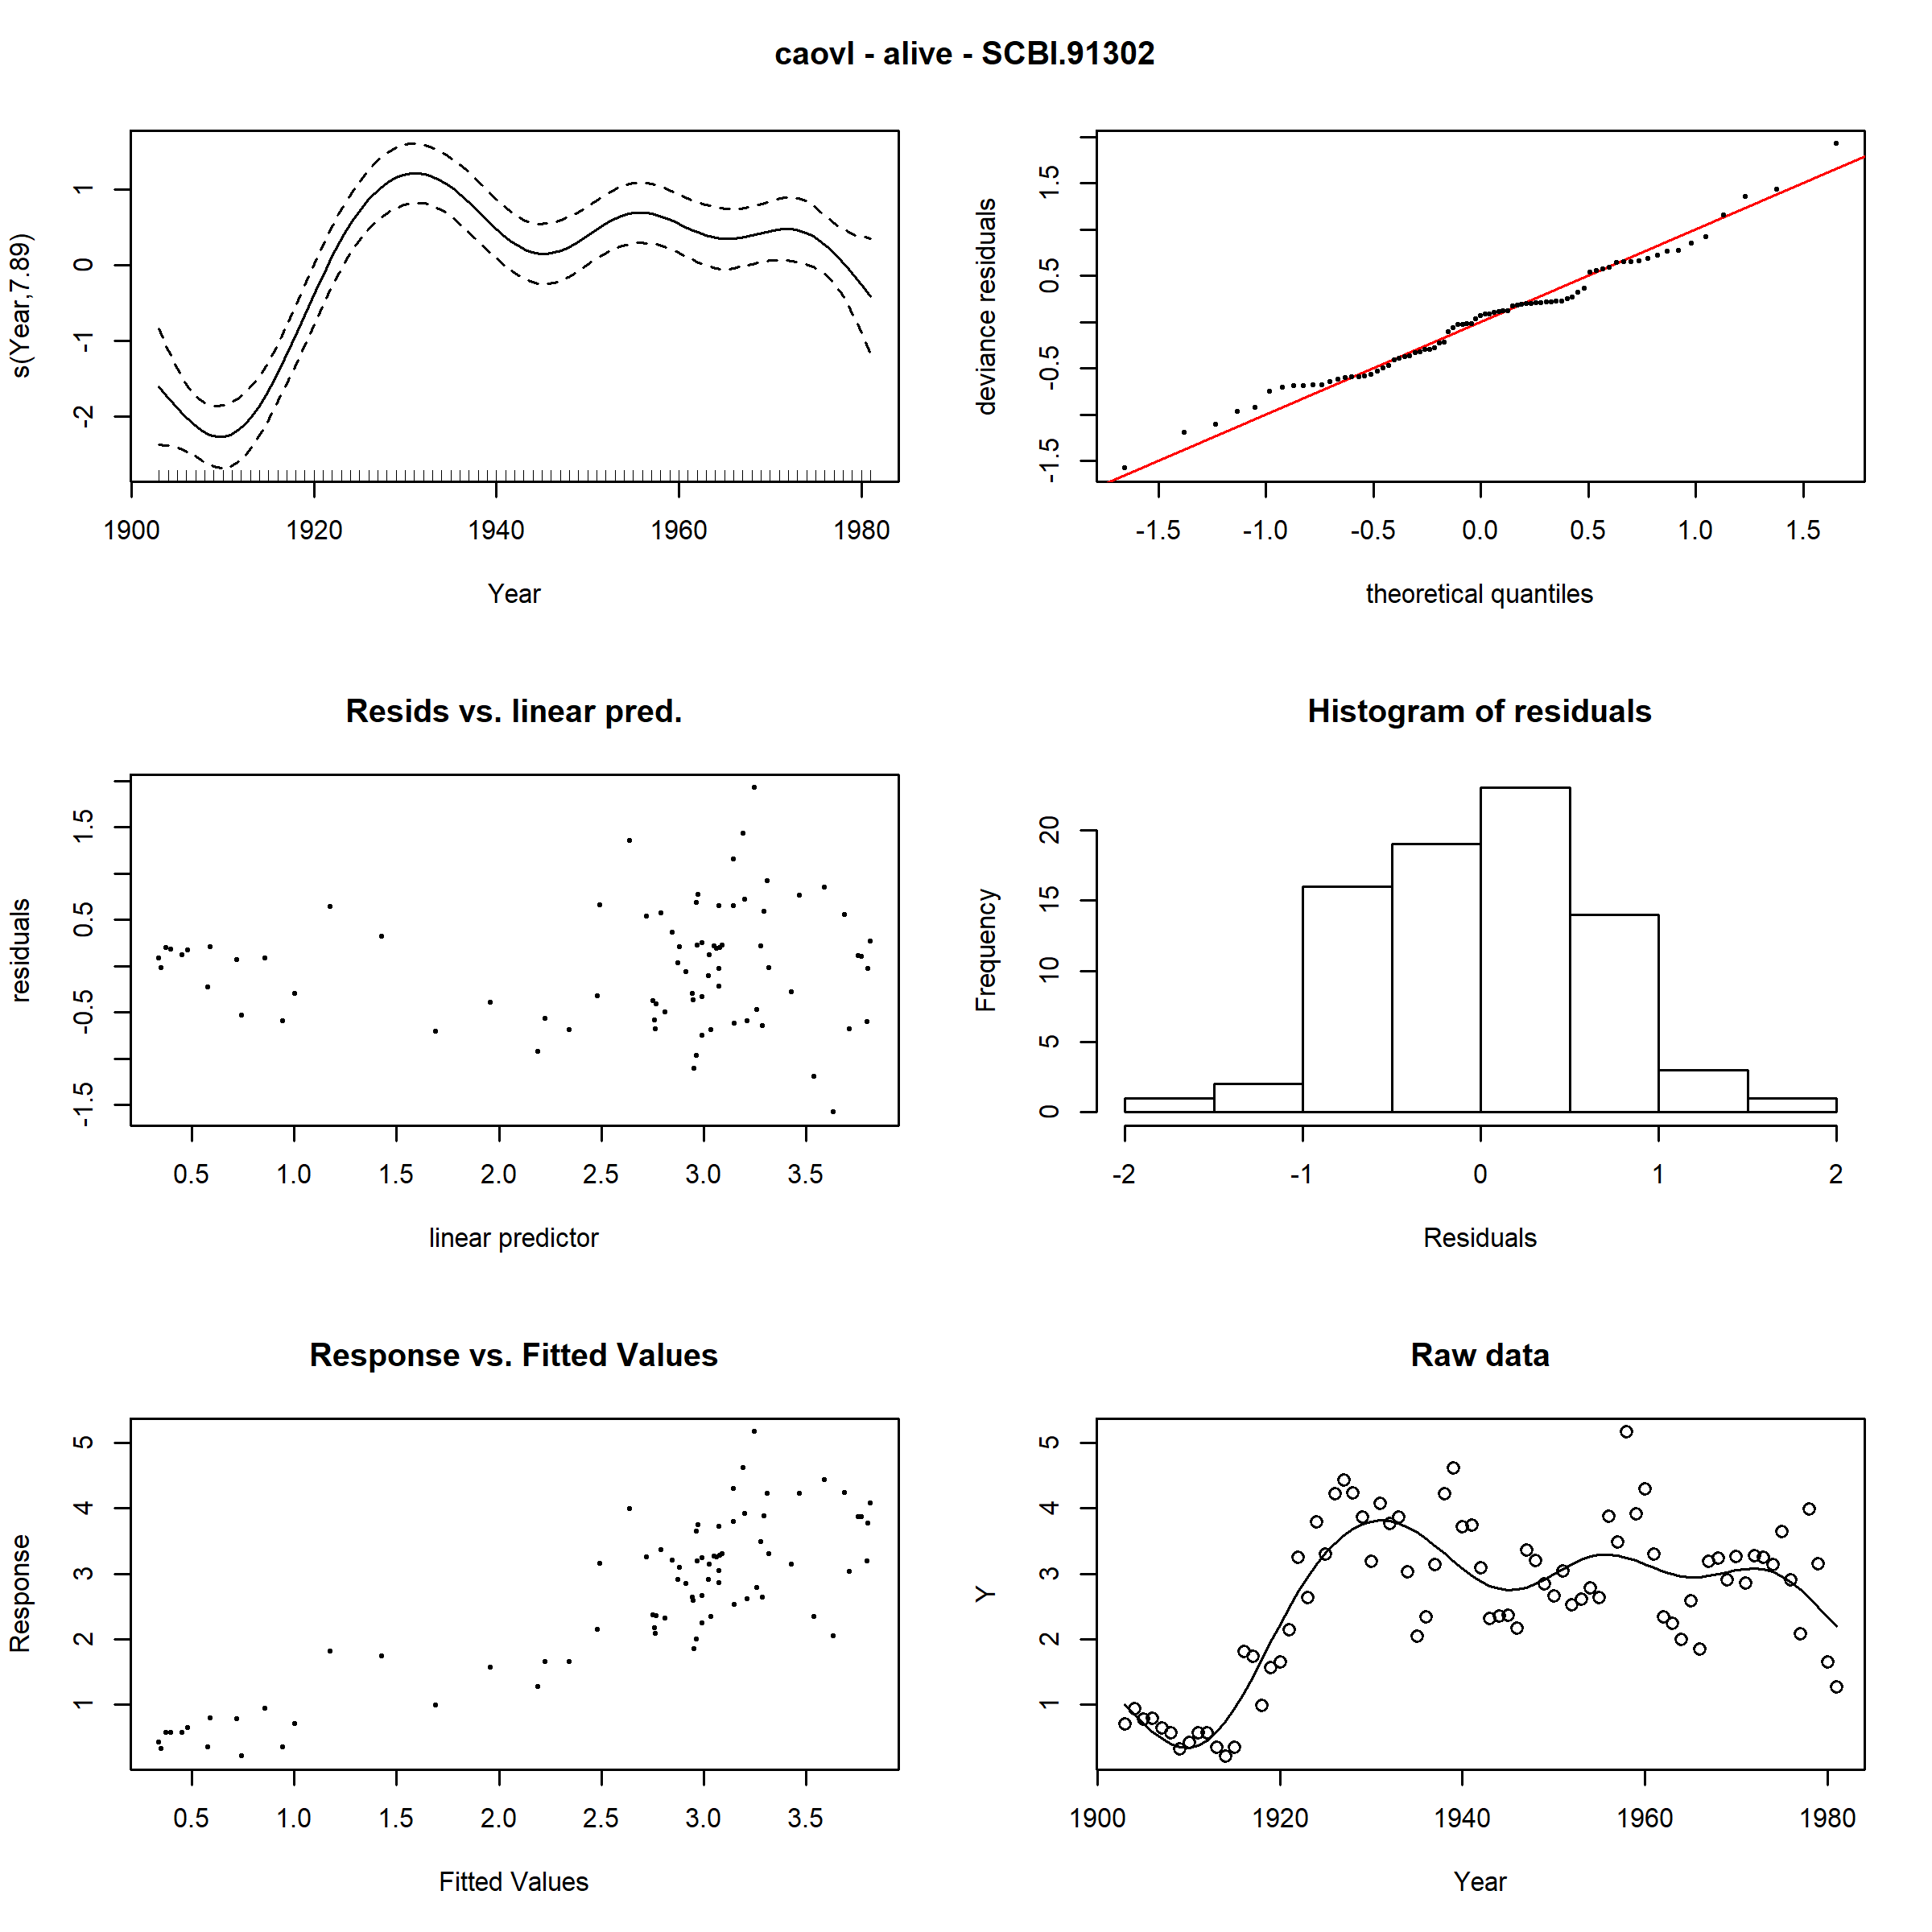 caovl - alive - SCBI.91302
s(Year,7.89)
1
0
-1
-2
1900 1920 1940 1960 1980
Year
deviance residuals
1.5
0.5
-0.5
-1.5
-1.5 -1.0 -0.5 0.0 0.5 1.0 1.5
theoretical quantiles
Resids vs. linear pred.
residuals
1.5
0.5
-0.5
-1.5
0.5 1.0 1.5 2.0 2.5 3.0 3.5
linear predictor
Histogram of residuals
Frequency
20
15
10
5
0
-2 -1 0 1 2
Residuals
Response vs. Fitted Values
Response
5
4
3
2
1
0.5 1.0 1.5 2.0 2.5 3.0 3.5
Fitted Values
Raw data
Y
5
4
3
2
1
1900 1920 1940 1960 1980
Year